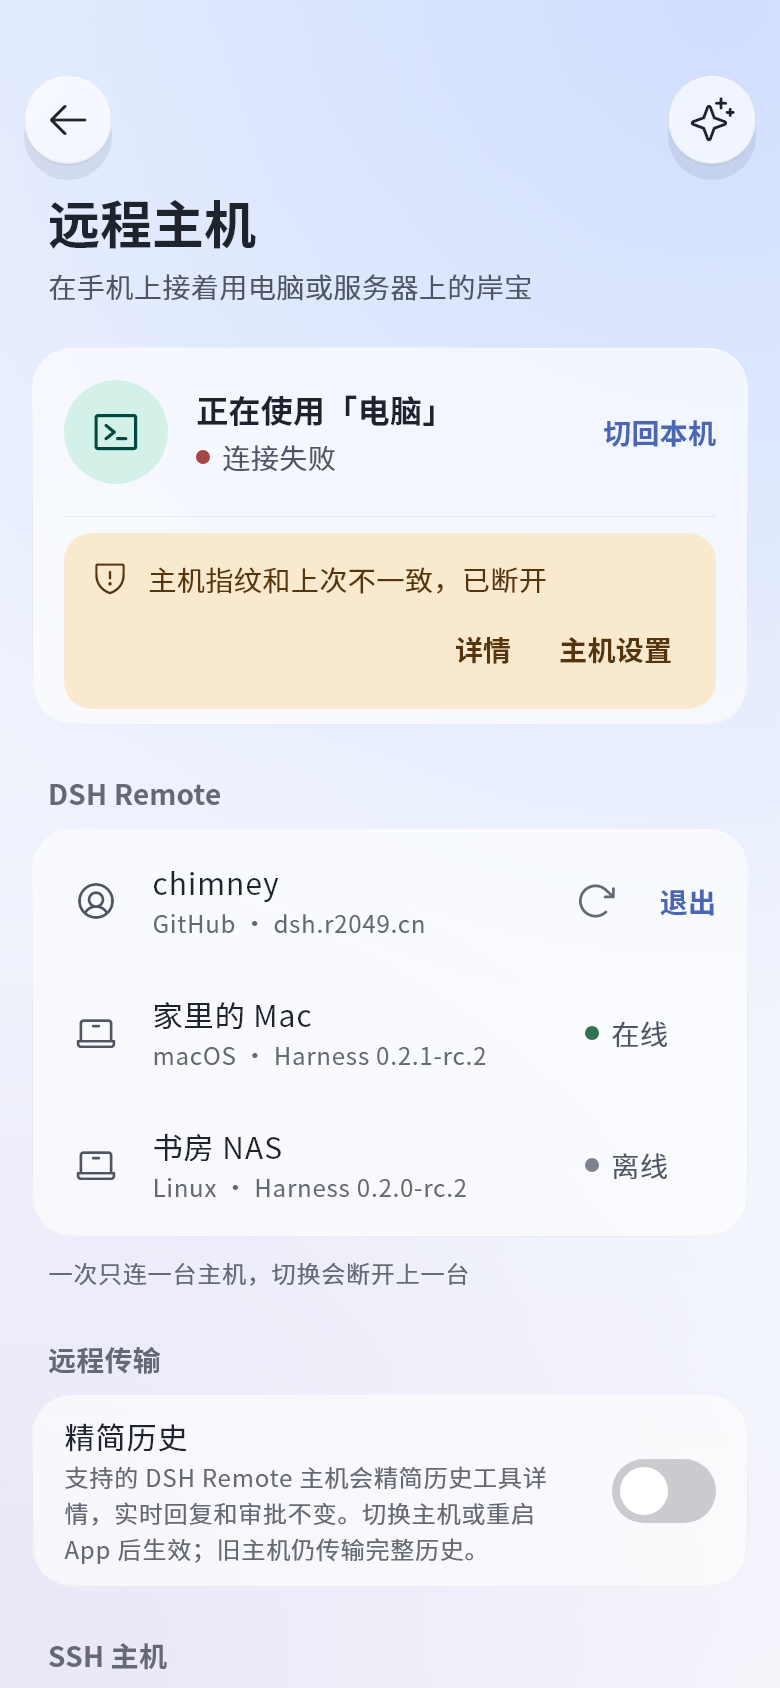 远程主机
在手机上接着用电脑或服务器上的岸宝
正在使用「电脑」
连接失败
切回本机
主机指纹和上次不一致，已断开
详情
主机设置
DSH Remote
chimney
GitHub • dsh.r2049.cn
退出
家里的 Mac
macOS • Harness 0.2.1-rc.2
在线
书房 NAS
Linux • Harness 0.2.0-rc.2
离线
一次只连一台主机，切换会断开上一台
远程传输
精简历史
支持的 DSH Remote 主机会精简历史工具详
情，实时回复和审批不变。切换主机或重启
App 后生效；旧主机仍传输完整历史。
SSH 主机